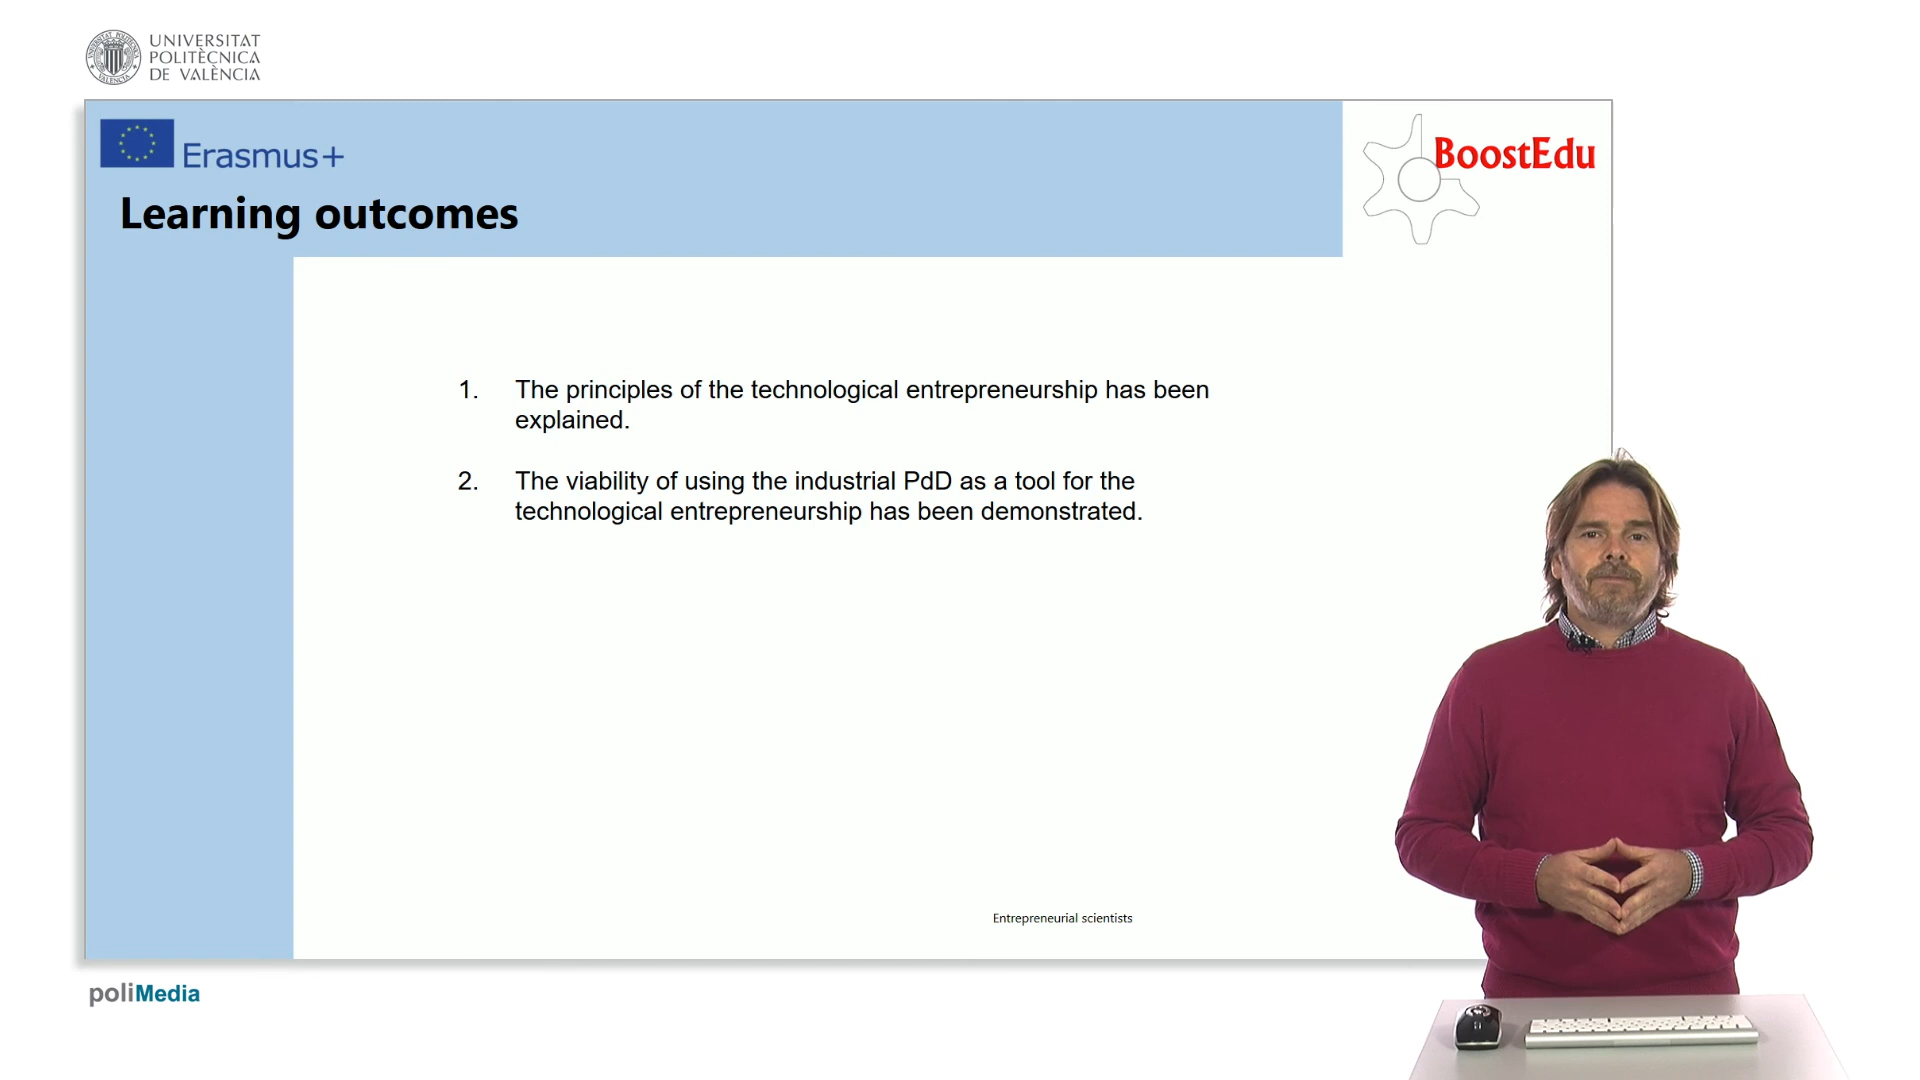 UNIVERSITAT
POLITÈCNICA
DE VALÈNCIA
Erasmus+
BoostEdu
Learning outcomes
1. The principles of the technological entrepreneurship has been
explained.
2. The viability of using the industrial PdD as a tool for the
technological entrepreneurship has been demonstrated.
Entrepreneurial scientists
poliMedia